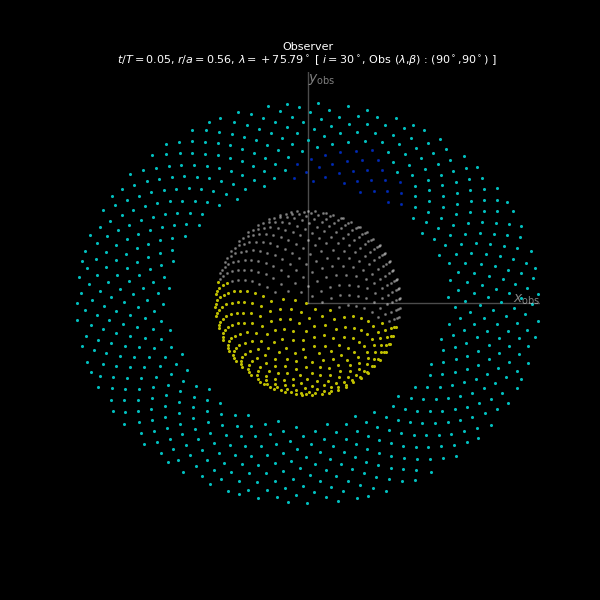 Observer
t/T = 0.05, r/a = 0.56, λ = +75.79° [ i = 30°, Obs (λ,β) : (90°,90°) ]
y_obs
x_obs